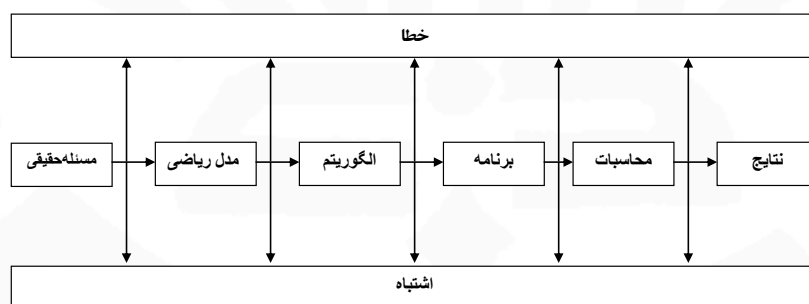 خطا
مسئله‌حقیقی
مدل ریاضی
الگوریتم
برنامه
محاسبات
نتایج
اشتباه